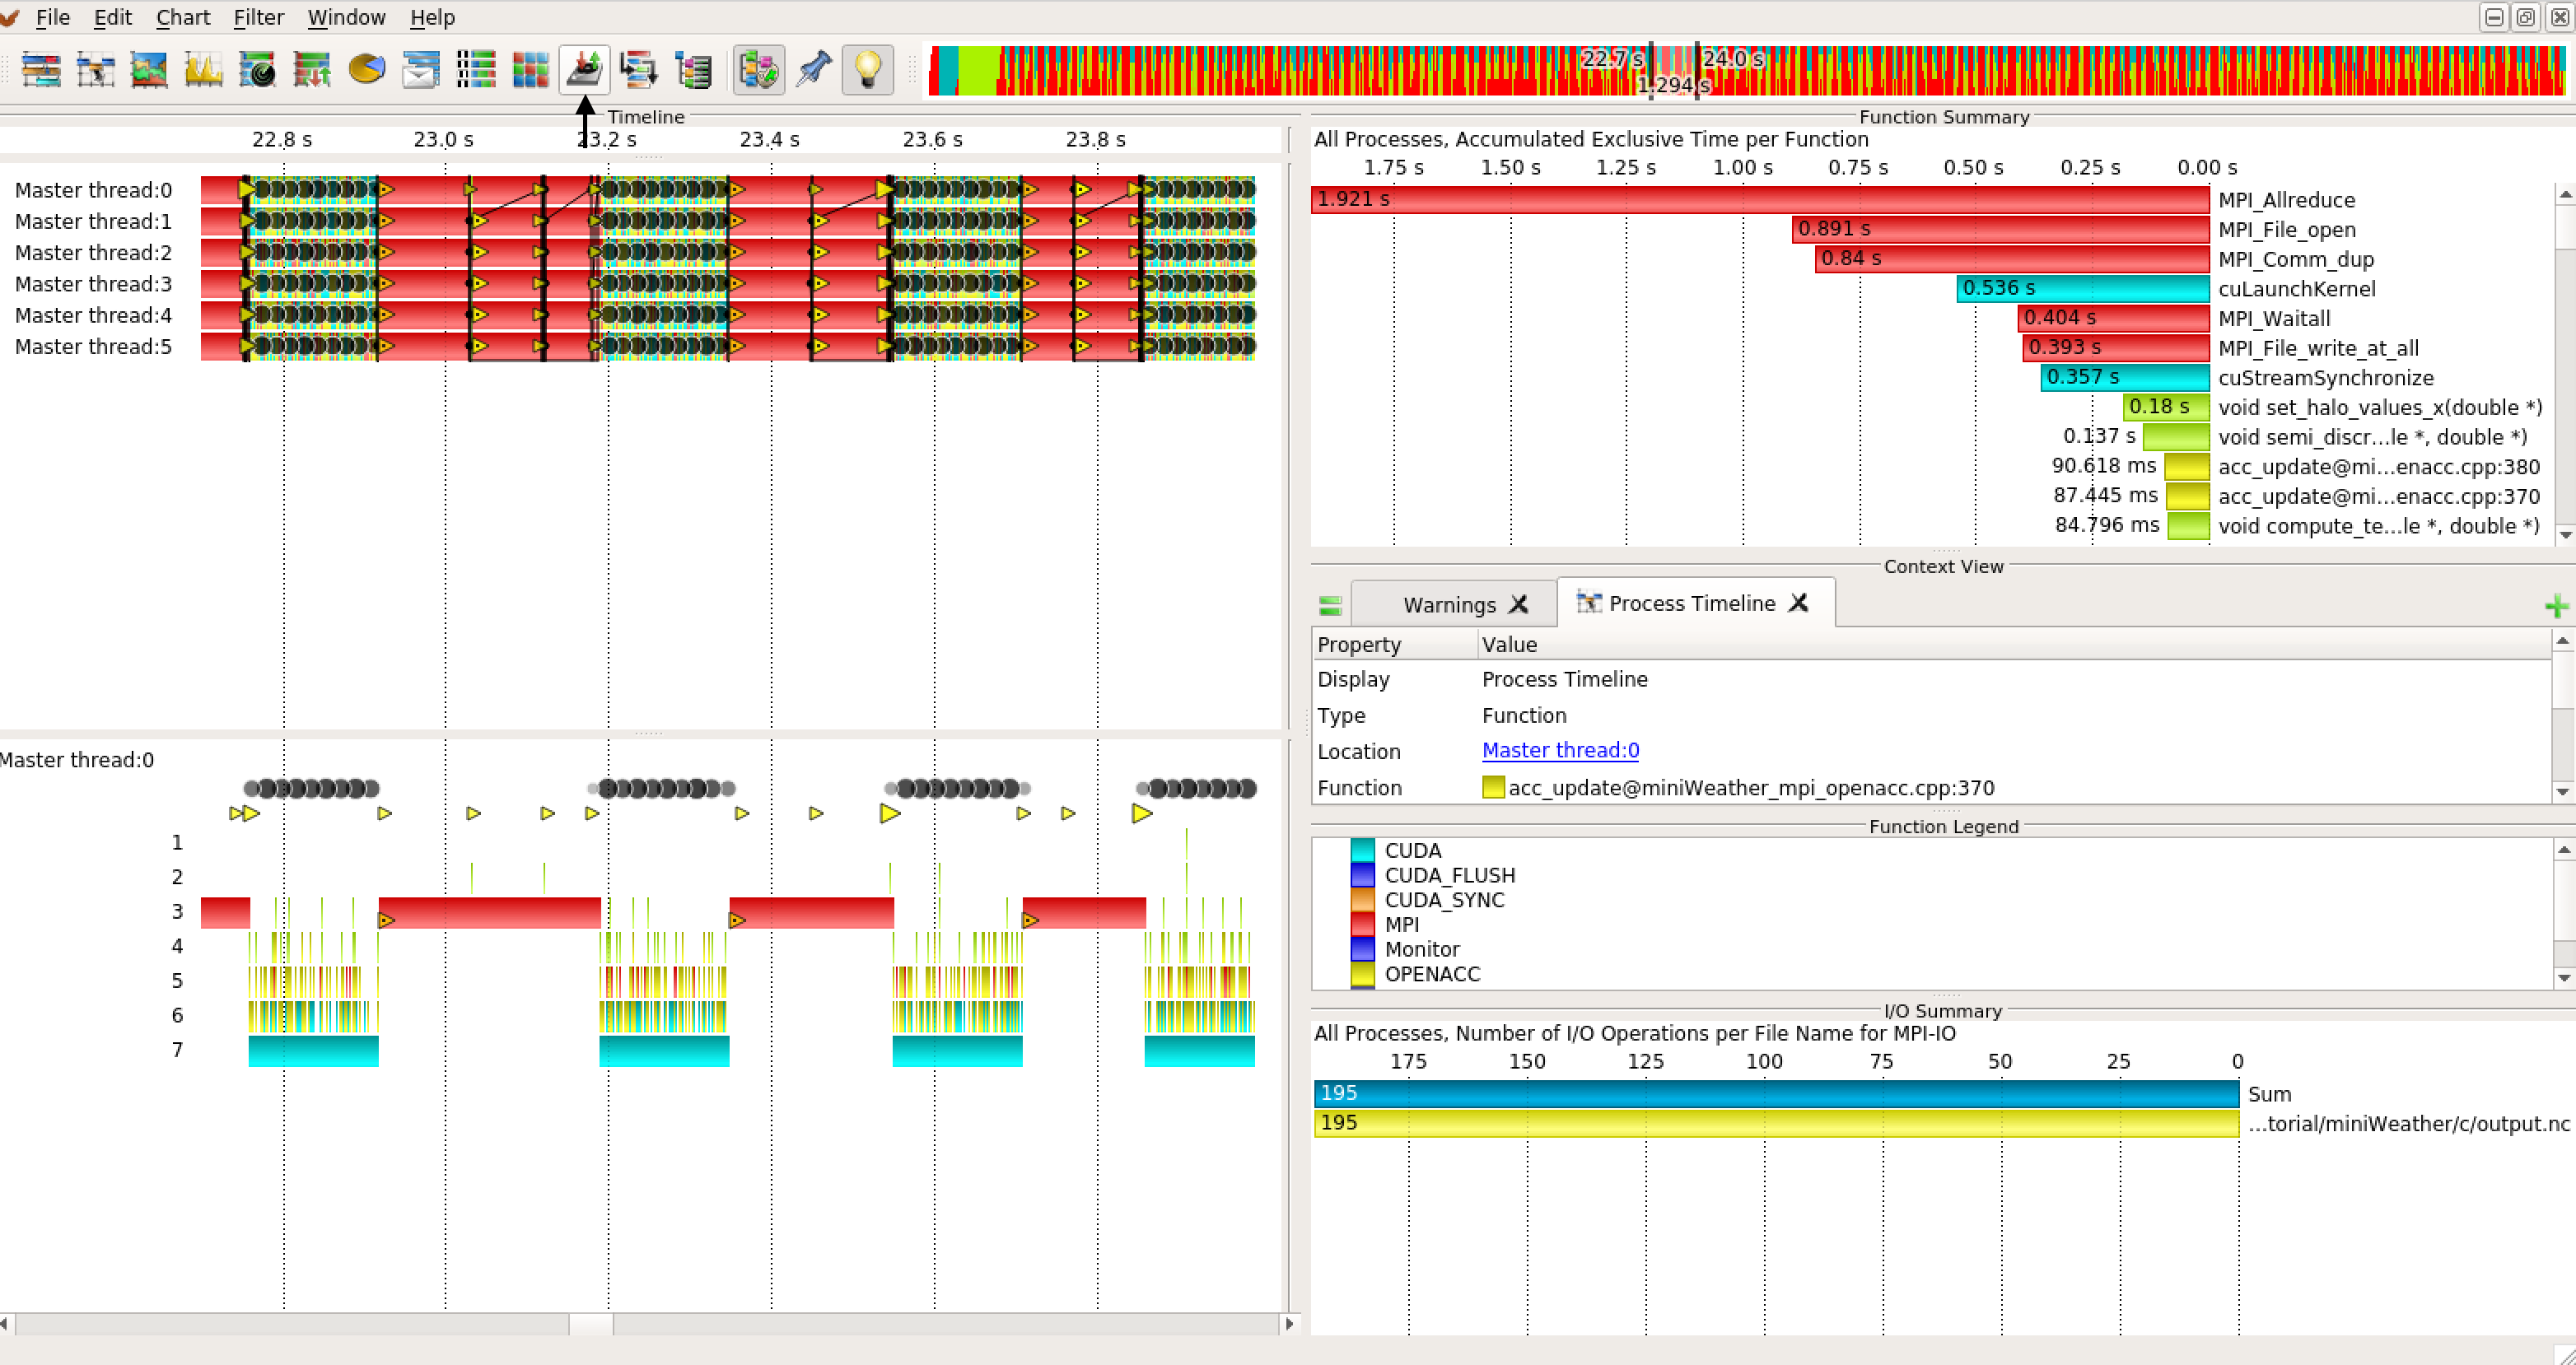 File Edit Chart Filter Window Help
22.7 s 24.0 s
1.294 s
Timeline
22.8 s 23.0 s 23.2 s 23.4 s 23.6 s 23.8 s
Master thread:0
Master thread:1
Master thread:2
Master thread:3
Master thread:4
Master thread:5
Master thread:0
1
2
3
4
5
6
7
Function Summary
All Processes, Accumulated Exclusive Time per Function
1.75 s 1.50 s 1.25 s 1.00 s 0.75 s 0.50 s 0.25 s 0.00 s
1.921 s MPI_Allreduce
0.891 s MPI_File_open
0.84 s MPI_Comm_dup
0.536 s cuLaunchKernel
0.404 s MPI_Waitall
0.393 s MPI_File_write_at_all
0.357 s cuStreamSynchronize
0.18 s void set_halo_values_x(double *)
0.137 s void semi_discr...le *, double *)
90.618 ms acc_update@mi...enacc.cpp:380
87.445 ms acc_update@mi...enacc.cpp:370
84.796 ms void compute_te...le *, double *)
Context View
Warnings Process Timeline
Property Value
Display Process Timeline
Type Function
Location Master thread:0
Function acc_update@miniWeather_mpi_openacc.cpp:370
Function Legend
CUDA
CUDA_FLUSH
CUDA_SYNC
MPI
Monitor
OPENACC
I/O Summary
All Processes, Number of I/O Operations per File Name for MPI-IO
175 150 125 100 75 50 25 0
195 Sum
195 ...torial/miniWeather/c/output.nc